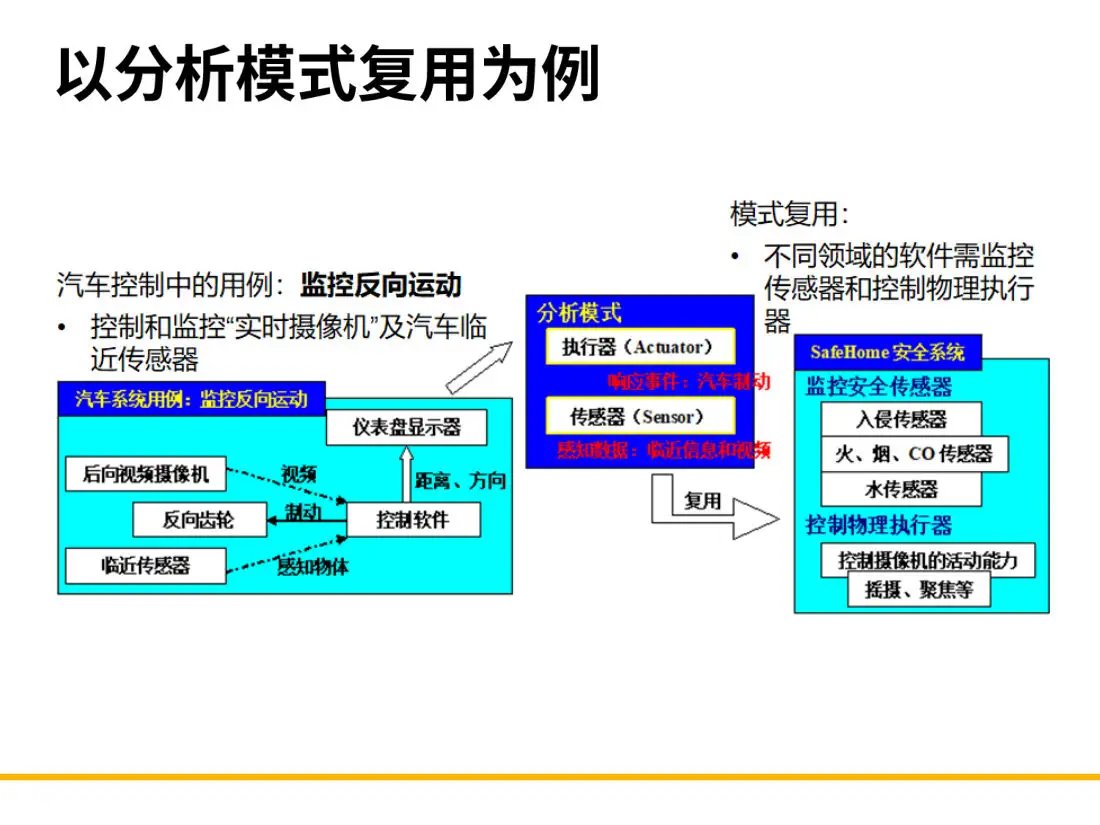 以分析模式复用为例
汽车控制中的用例：监控反向运动
• 控制和监控“实时摄像机”及汽车临
近传感器
汽车系统用例：监控反向运动
仪表盘显示器
后向视频摄像机
视频
距离、方向
反向齿轮
制动
控制软件
临近传感器
感知物体
分析模式
执行器（Actuator）
响应事件：汽车制动
传感器（Sensor）
感知数据：临近信息和视频
复用
模式复用：
• 不同领域的软件需监控
传感器和控制物理执行
器
SafeHome 安全系统
监控安全传感器
入侵传感器
火、烟、CO 传感器
水传感器
控制物理执行器
控制摄像机的活动能力
摇摄、聚焦等